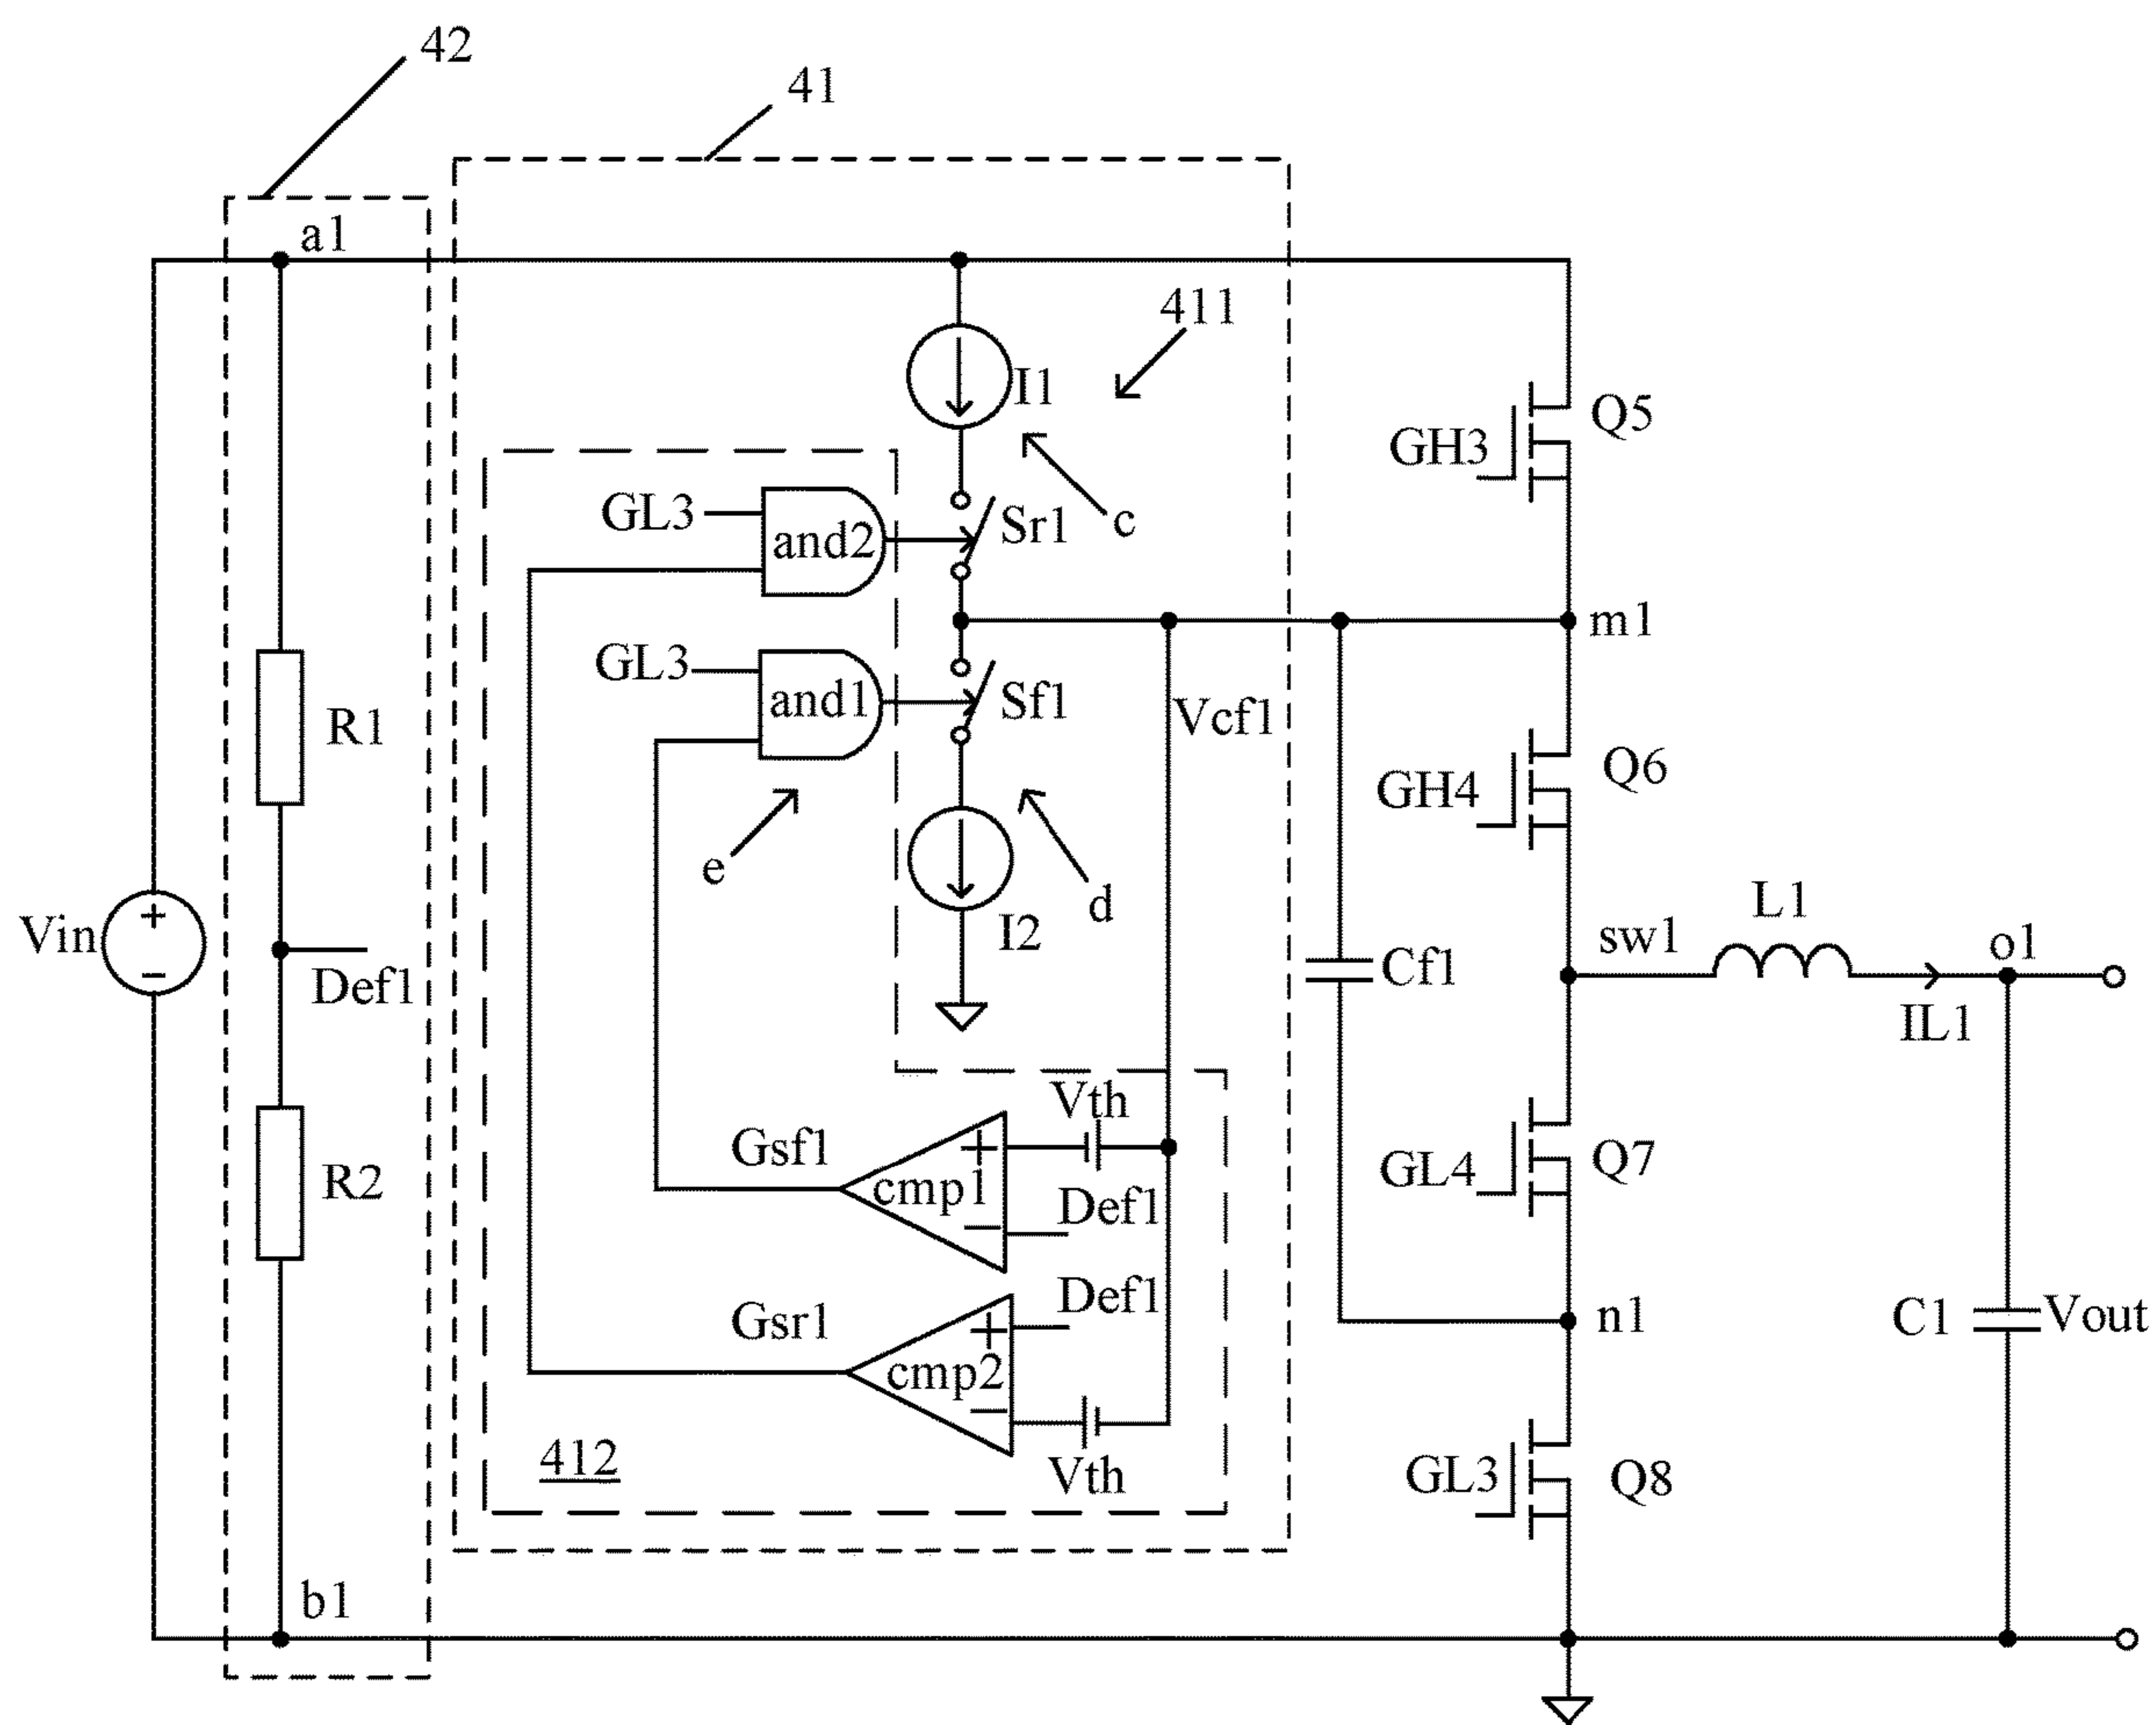 42
41
a1
411
I1
Q5
GH3
c
GL3
and2
Sr1
m1
GL3
and1
Sf1
Vcf1
R1
Q6
GH4
e
d
L1
I2
sw1
o1
Vin
+
−
Def1
Cf1
IL1
Vth
Gsf1
+
cmp1
−
Def1
Q7
GL4
R2
Def1
Gsr1
+
cmp2
−
n1
C1
Vout
412
Vth
GL3
Q8
b1